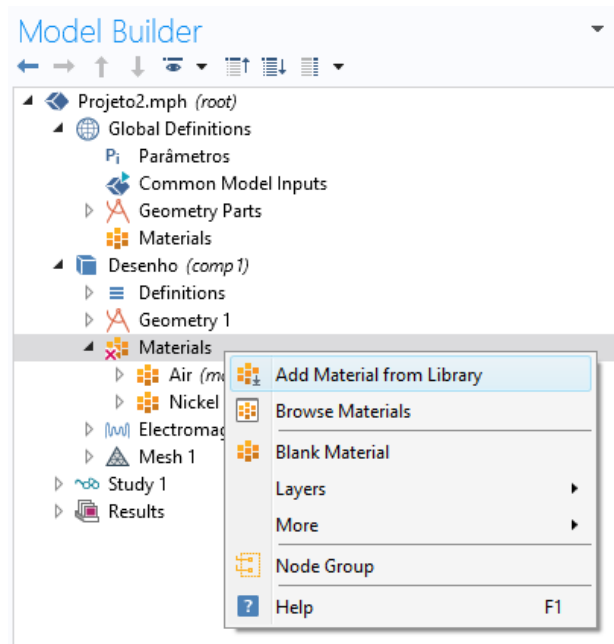 Model Builder
Projeto2.mph (root)
Global Definitions
Pi Parâmetros
Common Model Inputs
Geometry Parts
Materials
Desenho (comp1)
Definitions
Geometry 1
Materials
Air
Nickel
Mesh 1
Study 1
Results
Add Material from Library
Browse Materials
Blank Material
Layers
More
Node Group
Help F1